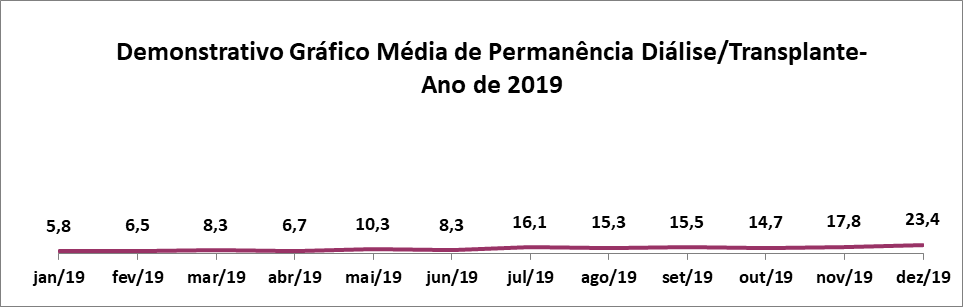 Demonstrativo Gráfico Média de Permanência Diálise/Transplante-
Ano de 2019
5,8 6,5 8,3 6,7 10,3 8,3 16,1 15,3 15,5 14,7 17,8 23,4
jan/19 fev/19 mar/19 abr/19 mai/19 jun/19 jul/19 ago/19 set/19 out/19 nov/19 dez/19